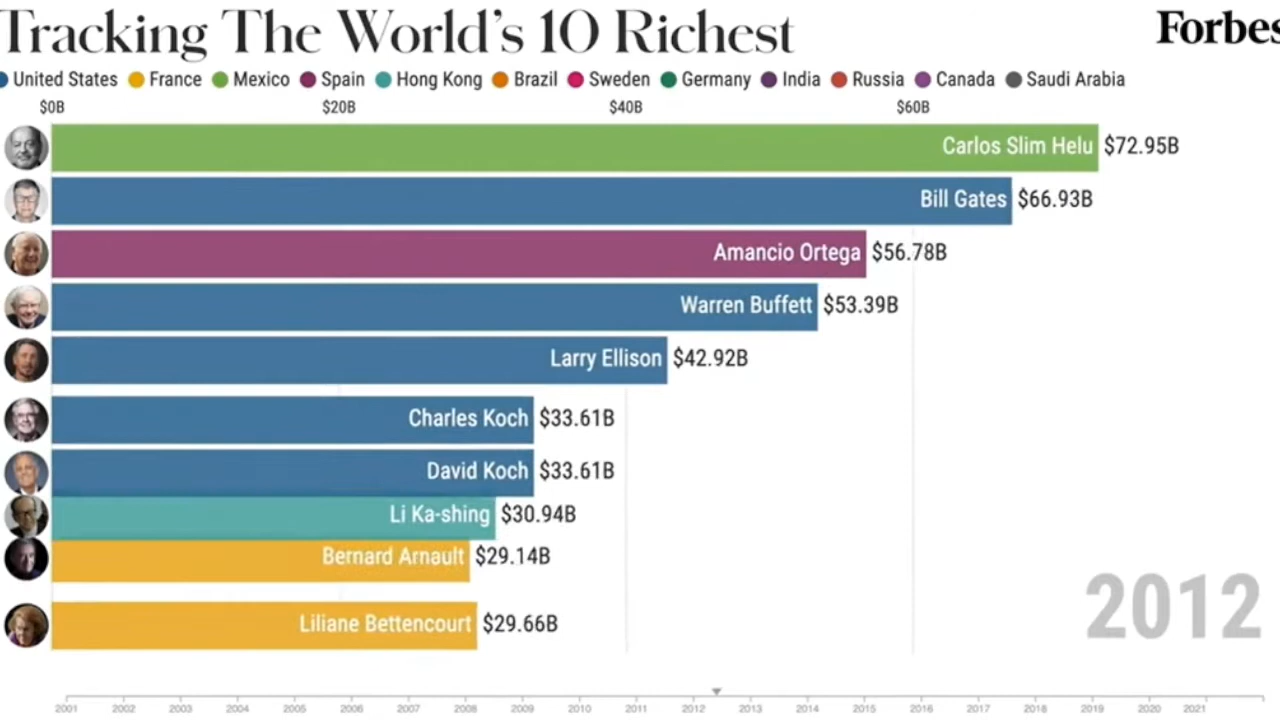 Tracking The World's 10 Richest
Forbes
United States France Mexico Spain Hong Kong Brazil Sweden Germany India Russia Canada Saudi Arabia
$0B $20B $40B $60B
Carlos Slim Helu $72.95B
Bill Gates $66.93B
Amancio Ortega $56.78B
Warren Buffett $53.39B
Larry Ellison $42.92B
Charles Koch $33.61B
David Koch $33.61B
Li Ka-shing $30.94B
Bernard Arnault $29.14B
Liliane Bettencourt $29.66B
2012
2001 2002 2003 2004 2005 2006 2007 2008 2009 2010 2011 2012 2013 2014 2015 2016 2017 2018 2019 2020 2021